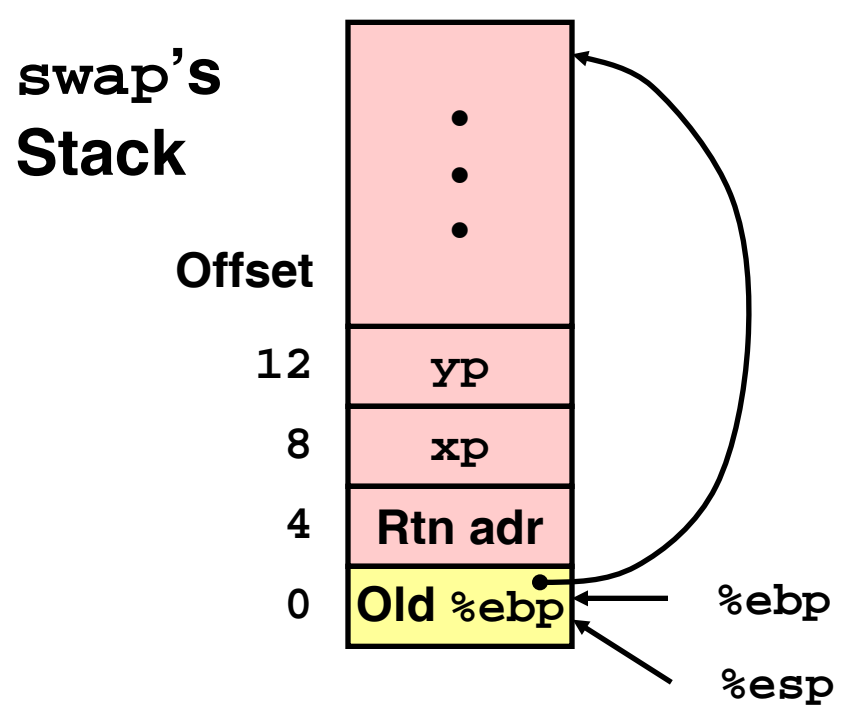 swap's
Stack
Offset
12 yp
8 xp
4 Rtn adr
0 Old %ebp %ebp
%esp